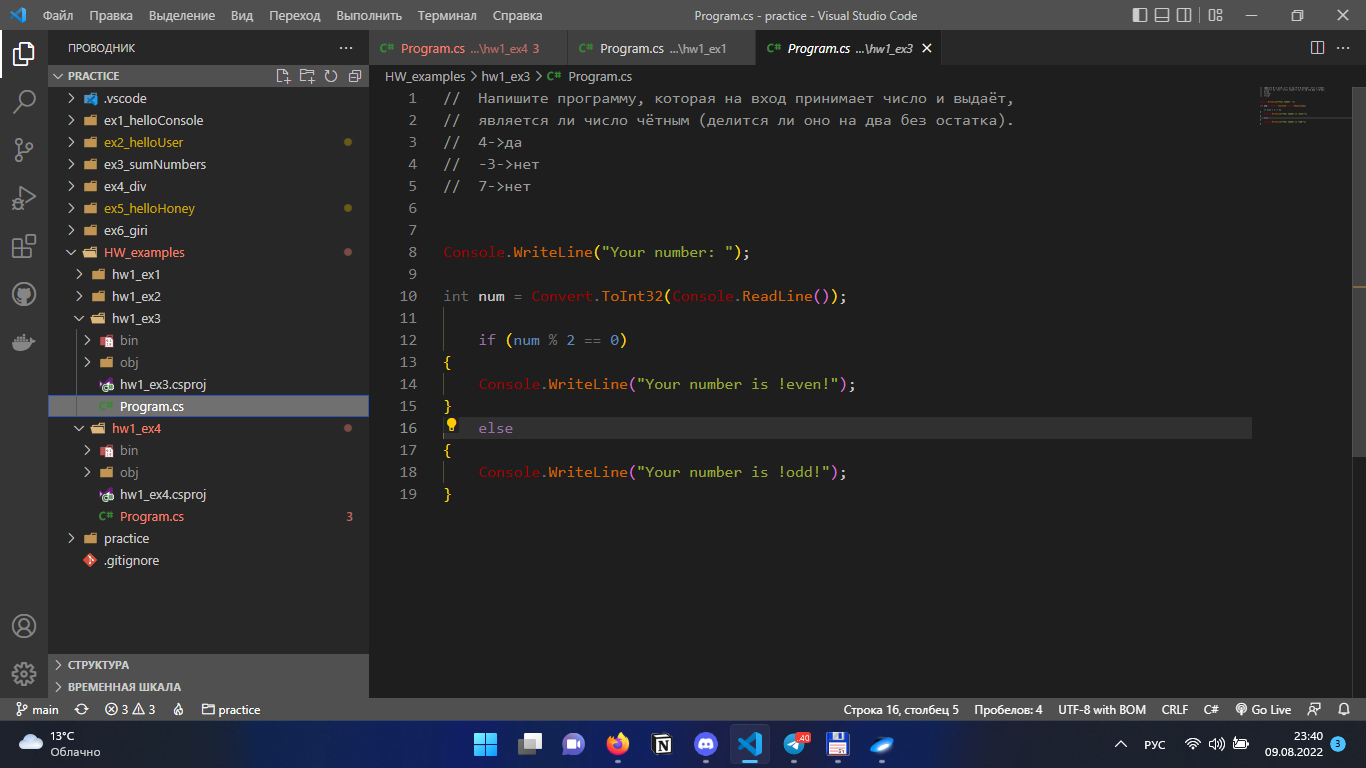 Файл Правка Выделение Вид Переход Выполнить Терминал Справка Program.cs - practice - Visual Studio Code
ПРОВОДНИК
PRACTICE
.vscode
ex1_helloConsole
ex2_helloUser
ex3_sumNumbers
ex4_div
ex5_helloHoney
ex6_giri
HW_examples
hw1_ex1
hw1_ex2
hw1_ex3
bin
obj
hw1_ex3.csproj
C# Program.cs
hw1_ex4
bin
obj
hw1_ex4.csproj
C# Program.cs 3
practice
.gitignore
СТРУКТУРА
ВРЕМЕННАЯ ШКАЛА
C# Program.cs ...\hw1_ex4 3 C# Program.cs ...\hw1_ex1 C# Program.cs ...\hw1_ex3
HW_examples > hw1_ex3 > C# Program.cs
1 // Напишите программу, которая на вход принимает число и выдаёт,
2 // является ли число чётным (делится ли оно на два без остатка).
3 // 4->да
4 // -3->нет
5 // 7->нет
6
7
8 Console.WriteLine("Your number: ");
9
10 int num = Convert.ToInt32(Console.ReadLine());
11
12 if (num % 2 == 0)
13 {
14 Console.WriteLine("Your number is !even!");
15 }
16 else
17 {
18 Console.WriteLine("Your number is !odd!");
19 }
main 3 3 practice Строка 16, столбец 5 Пробелов: 4 UTF-8 with BOM CRLF C# Go Live
13°C
Облачно
40
РУС
23:40
09.08.2022
3